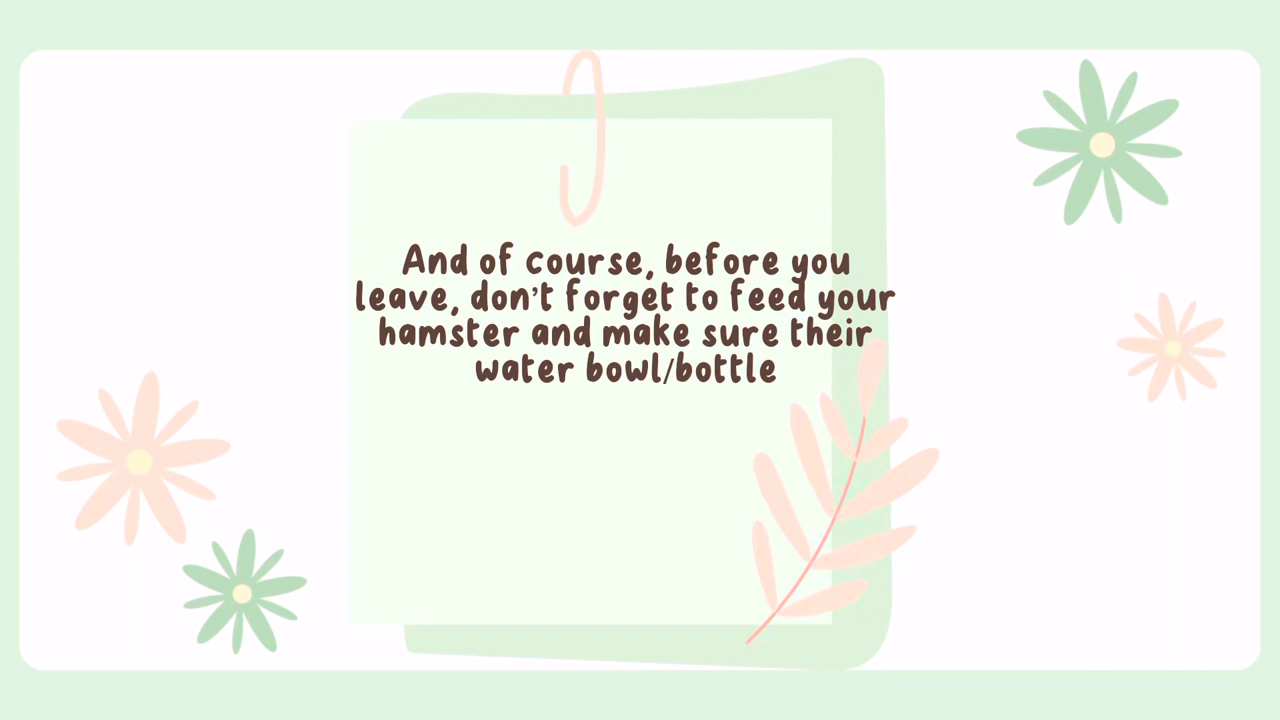 And of course, before you
leave, don't forget to feed your
hamster and make sure their
water bowl/bottle